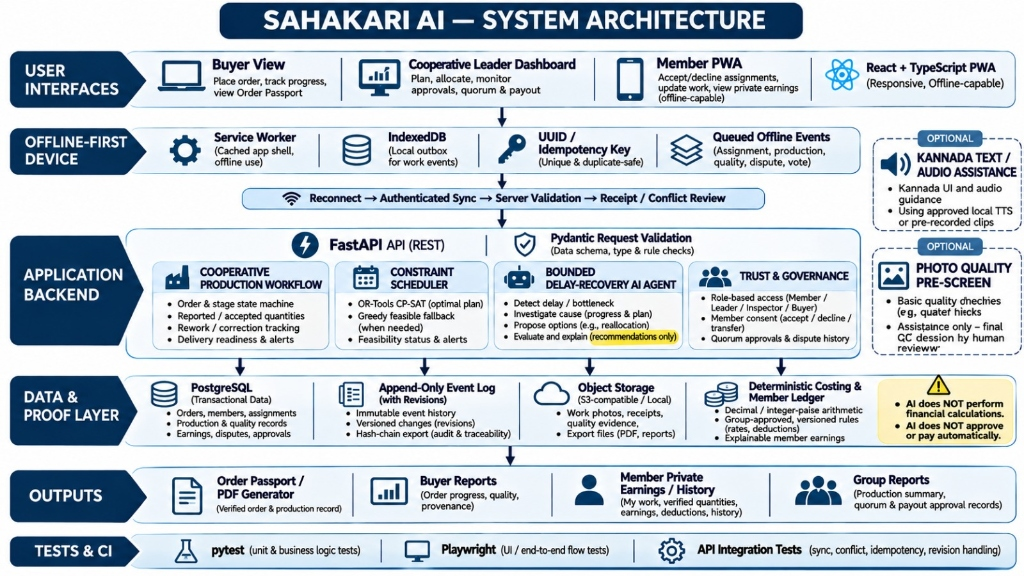 SAHAKARI AI — SYSTEM ARCHITECTURE
USER
INTERFACES
Buyer View
Place order, track progress,
view Order Passport
Cooperative Leader Dashboard
Plan, allocate, monitor
approvals, quorum & payout
Member PWA
Accept/decline assignments,
update work, view private earnings
(offline-capable)
React + TypeScript PWA
(Responsive, Offline-capable)
OFFLINE-FIRST
DEVICE
Service Worker
(Cached app shell,
offline use)
IndexedDB
(Local outbox
for work events)
UUID /
Idempotency Key
(Unique & duplicate-safe)
Queued Offline Events
(Assignment, production,
quality, dispute, vote)
Reconnect → Authenticated Sync → Server Validation → Receipt / Conflict Review
OPTIONAL
KANNADA TEXT /
AUDIO ASSISTANCE
• Kannada UI and audio
guidance
• Using approved local TTS
or pre-recorded clips
APPLICATION
BACKEND
FastAPI API (REST)
Pydantic Request Validation
(Data schema, type & rule checks)
COOPERATIVE
PRODUCTION WORKFLOW
• Order & stage state machine
• Reported / accepted quantities
• Rework / correction tracking
• Delivery readiness & alerts
CONSTRAINT
SCHEDULER
• OR-Tools CP-SAT (optimal plan)
• Greedy feasible fallback
(when needed)
• Feasibility status & alerts
BOUNDED
DELAY-RECOVERY AI AGENT
• Detect delay / bottleneck
• Investigate cause (progress & plan)
• Propose options (e.g., reallocation)
• Evaluate and explain (recommendations only)
TRUST & GOVERNANCE
• Role-based access (Member /
Leader / Inspector / Buyer)
• Member consent (accept / decline /
transfer)
• Quorum approvals & dispute history
OPTIONAL
PHOTO QUALITY
PRE-SCREEN
• Basic quality
(eg,
• Assistance only – final
QC by human
DATA &
PROOF LAYER
PostgreSQL
(Transactional Data)
• Orders, members, assignments
• Production & quality records
• Earnings, disputes, approvals
Append-Only Event Log
(with Revisions)
• Immutable event history
• Versioned changes (revisions)
• Hash-chain export (audit & traceability)
Object Storage
(S3-compatible / Local)
• Work photos, receipts,
quality evidence,
• Export files (PDF, reports)
Deterministic Costing &
Member Ledger
• Decimal / integer-paise arithmetic
• Group-approved, versioned rules
(rates, deductions)
• Explainable member earnings
• AI does NOT perform
financial calculations.
• AI does NOT approve
or pay automatically.
OUTPUTS
Order Passport /
PDF Generator
(Verified order & production record)
Buyer Reports
(Order progress, quality,
provenance)
Member Private
Earnings / History
(My work, verified quantities,
earnings, deductions, history)
Group Reports
(Production summary,
quorum & payout approval records)
TESTS & CI
pytest (unit & business logic tests)
Playwright (UI / end-to-end flow tests)
API Integration Tests (sync, conflict, idempotency, revision handling)